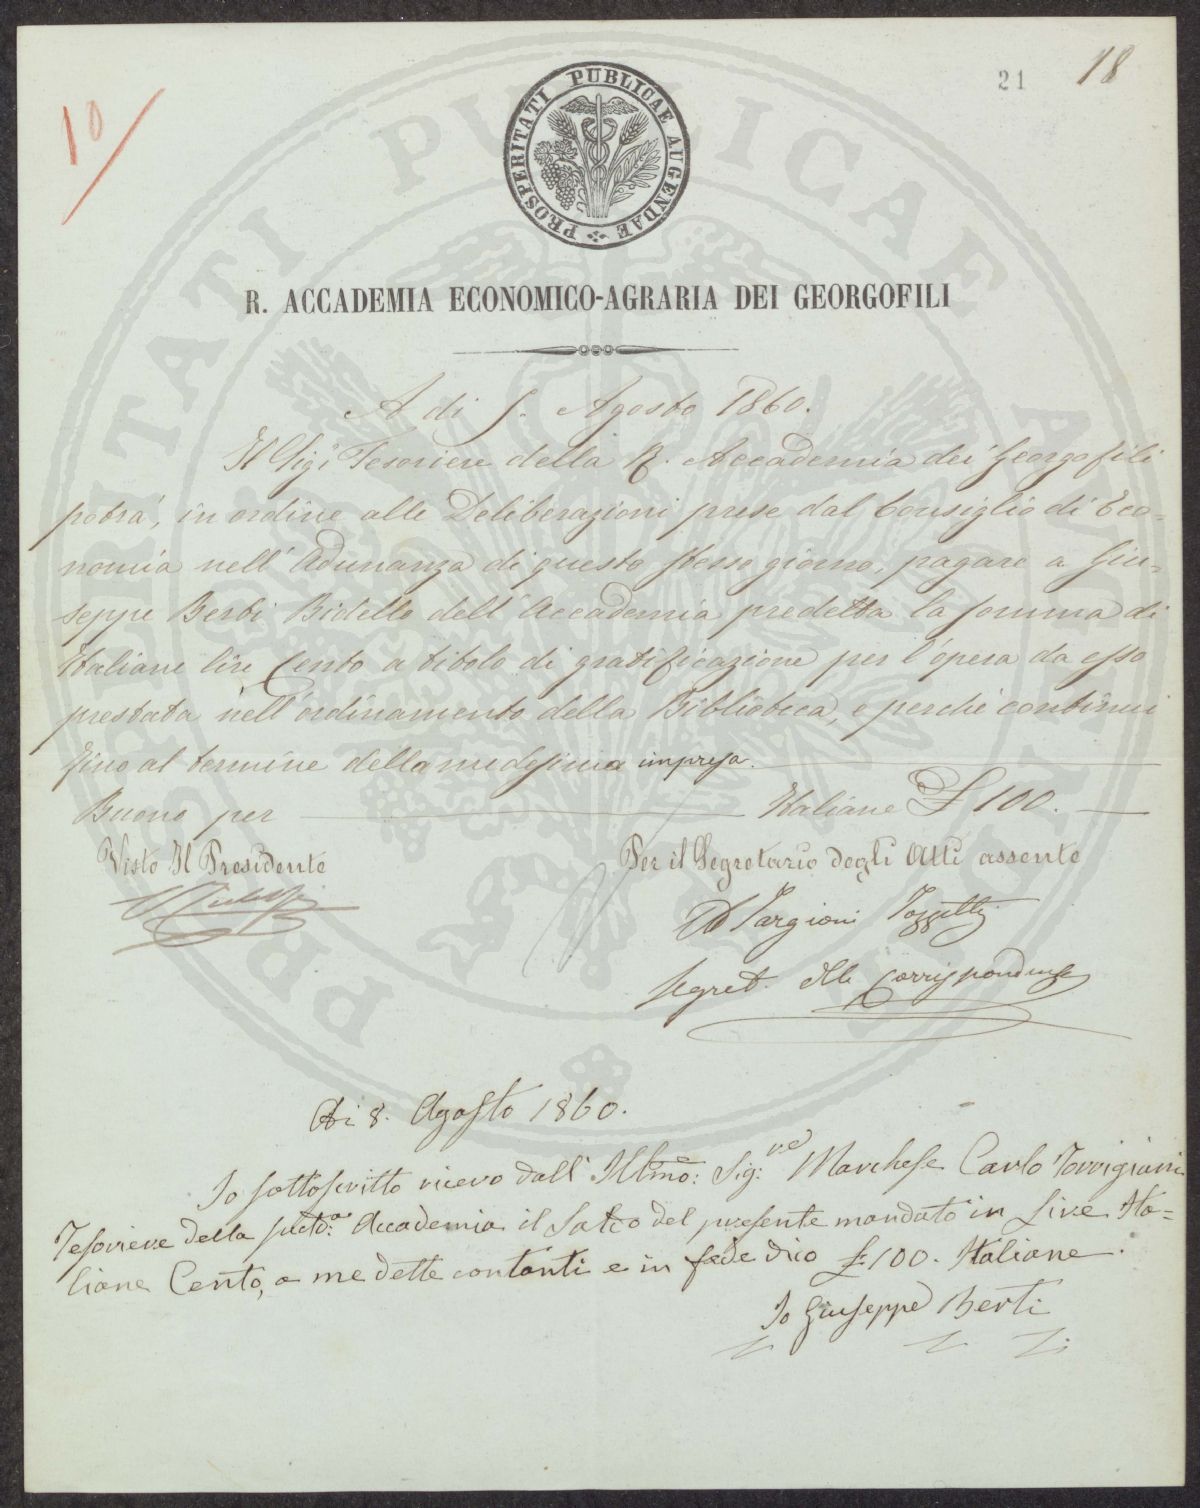 10
21
18
PROSPERITATI PUBLICAE AUGENDAE
R. ACCADEMIA ECONOMICO-AGRARIA DEI GEORGOFILI
A di 5. Agosto 1860.
Il Sig.r Tesoriere della R. Accademia dei Georgofili
potrà, in ordine alle Deliberazioni prese dal Consiglio di Eco-
nomia nell'Adunanza di questo stesso giorno, pagare a Giu-
seppe Berti Bidello dell'Accademia predetta la somma di
Italiane lire Cento a titolo di gratificazione per l'opera da esso
prestata nell'ordinamento della Biblioteca, e perchè continui
fino al termine della medesima impresa.
Buono per Italiane £ 100.
Visto Il Presidente
Per il Segretario degli Atti assente
Ridolfi
Ad Targioni Tozzetti
Segret. delle Corrispondenze
Ai 8. Agosto 1860.
Io sottoscritto ricevo dall'Illmo: Sig:re Marchese Carlo Torrigiani
Tesoriere della sudd:a Accademia il Saldo del presente mandato in Lire Ita-
liane Cento, a me dette contanti e in fede dico £ 100. Italiane.
Io Giuseppe Berti